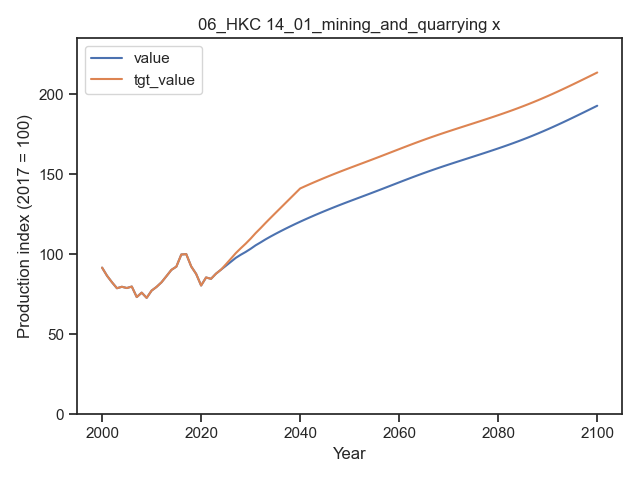 06_HKC 14_01_mining_and_quarrying x
value
tgt_value
Production index (2017 = 100)
200
150
100
50
0
2000 2020 2040 2060 2080 2100
Year